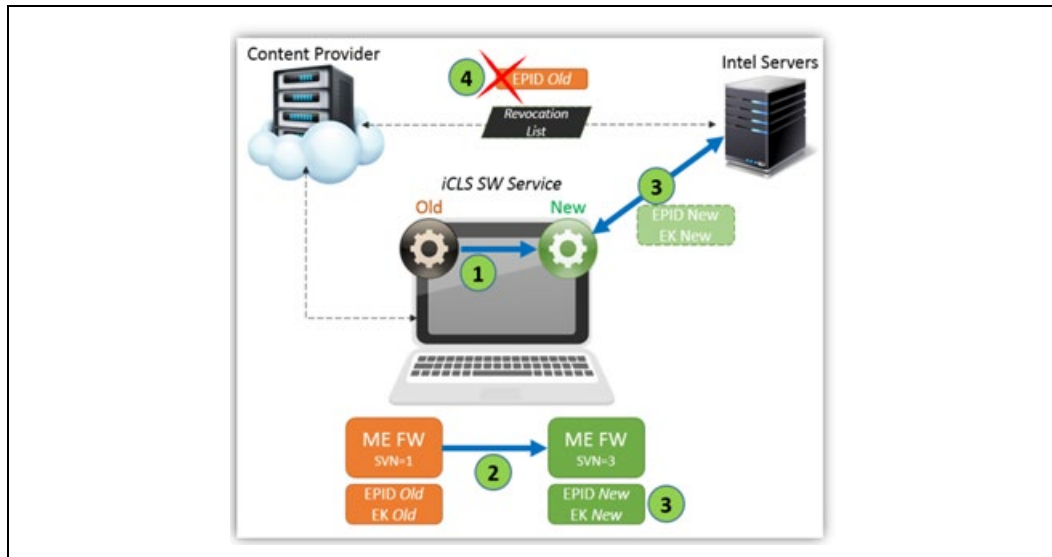 Content Provider
Intel Servers
4
EPID Old
Revocation
List
iCLS SW Service
3
Old
New
EPID New
EK New
1
ME FW
SVN=1
ME FW
SVN=3
2
EPID Old
EK Old
EPID New
EK New
3